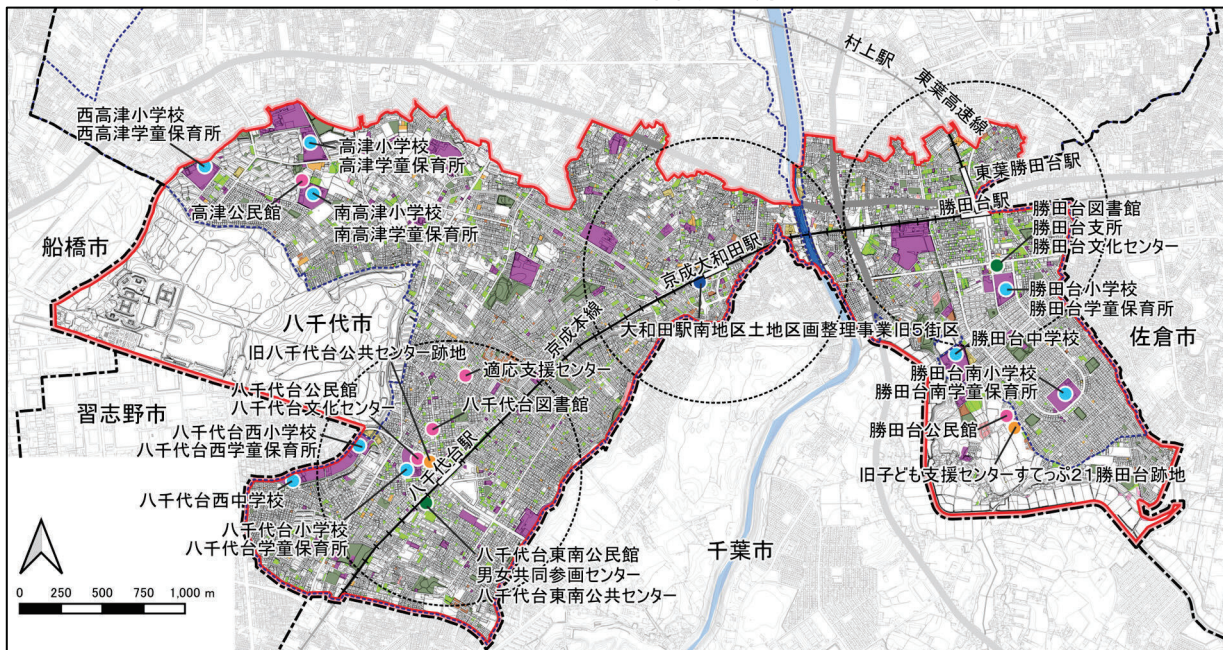 村上駅
東葉高速線
西高津小学校
西高津学童保育所
高津小学校
高津学童保育所
東葉勝田台駅
勝田台駅
高津公民館
南高津小学校
南高津学童保育所
勝田台図書館
勝田台支所
勝田台文化センター
船橋市
京成大和田駅
勝田台小学校
勝田台学童保育所
八千代市
京成本線
大和田駅南地区土地区画整理事業旧5街区
佐倉市
旧八千代台公共センター跡地
勝田台中学校
八千代台公民館
八千代台文化センター
適応支援センター
勝田台南小学校
勝田台南学童保育所
八千代台図書館
習志野市
勝田台公民館
八千代台西小学校
八千代台西学童保育所
八千代台駅
旧子ども支援センターすてっぷ21勝田台跡地
八千代台西中学校
八千代台小学校
八千代台学童保育所
八千代台東南公民館
男女共同参画センター
八千代台東南公共センター
千葉市
0 250 500 750 1,000 m